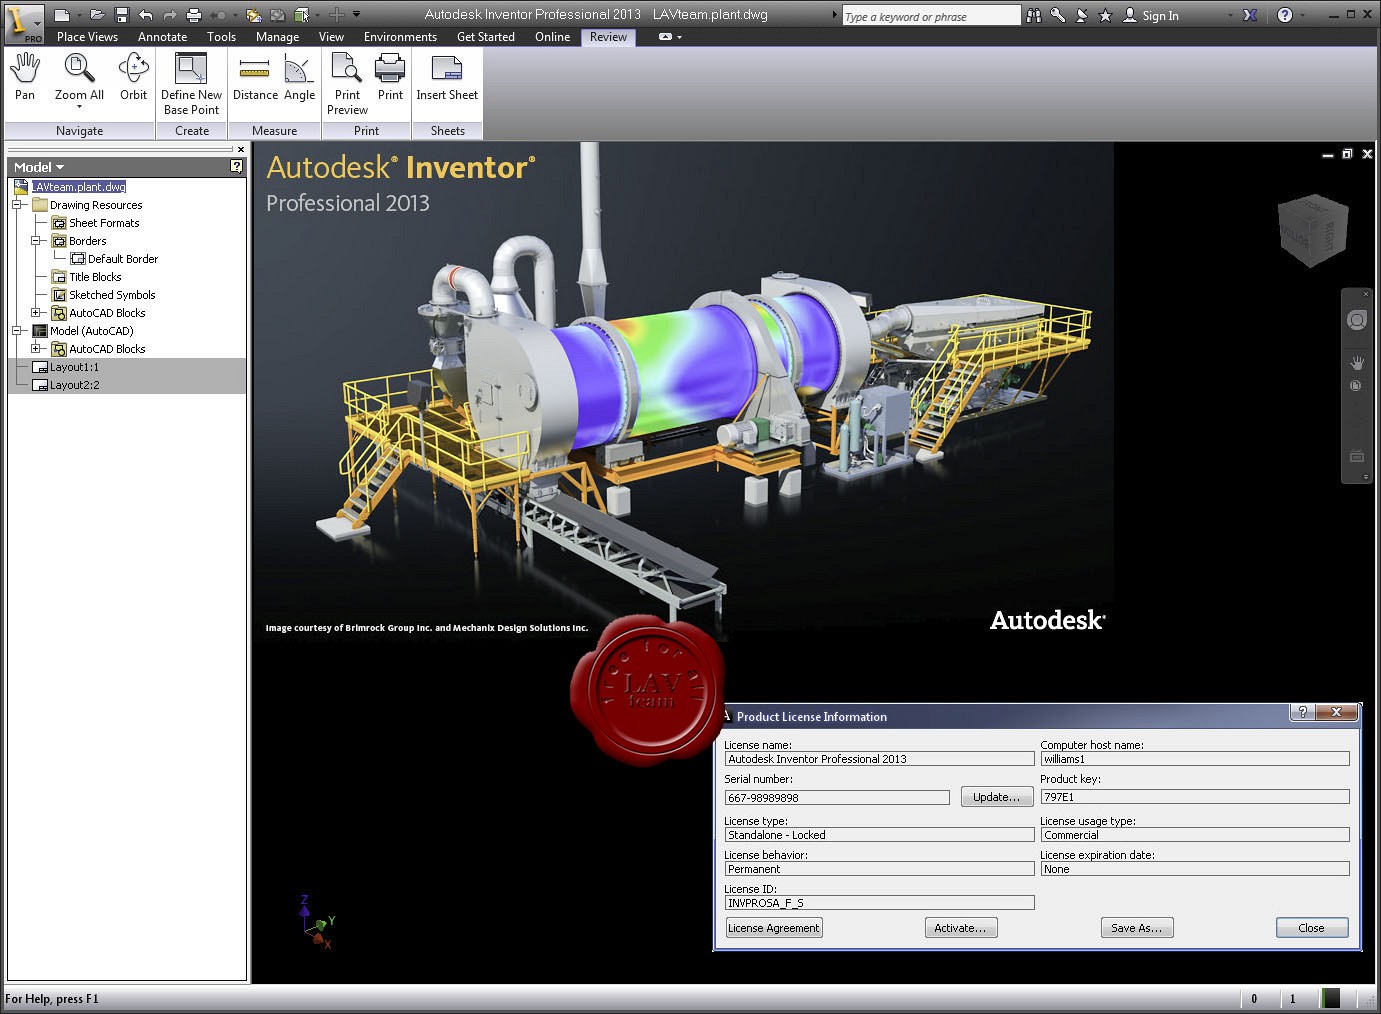 PRO
Autodesk Inventor Professional 2013 LAVteam.plant.dwg
Type a keyword or phrase
Sign In
Place Views
Annotate
Tools
Manage
View
Environments
Get Started
Online
Review
Pan
Zoom All
Orbit
Define New
Base Point
Distance
Angle
Print
Preview
Print
Insert Sheet
Navigate
Create
Measure
Print
Sheets
Model
LAVteam.plant.dwg
Drawing Resources
Sheet Formats
Borders
Default Border
Title Blocks
Sketched Symbols
AutoCAD Blocks
Model (AutoCAD)
AutoCAD Blocks
Layout1:1
Layout2:2
Autodesk® Inventor®
Professional 2013
FRONT
BOTTOM
RIGHT
Image courtesy of Brimrock Group Inc. and Mechanix Design Solutions Inc.
Autodesk®
free for all
LAV
team
Product License Information
License name:
Autodesk Inventor Professional 2013
Computer host name:
williams1
Serial number:
667-98989898
Update...
Product key:
797E1
License type:
Standalone - Locked
License usage type:
Commercial
License behavior:
Permanent
License expiration date:
None
License ID:
INVPROSA_F_S
License Agreement
Activate...
Save As...
Close
Z
Y
X
For Help, press F1
0
1